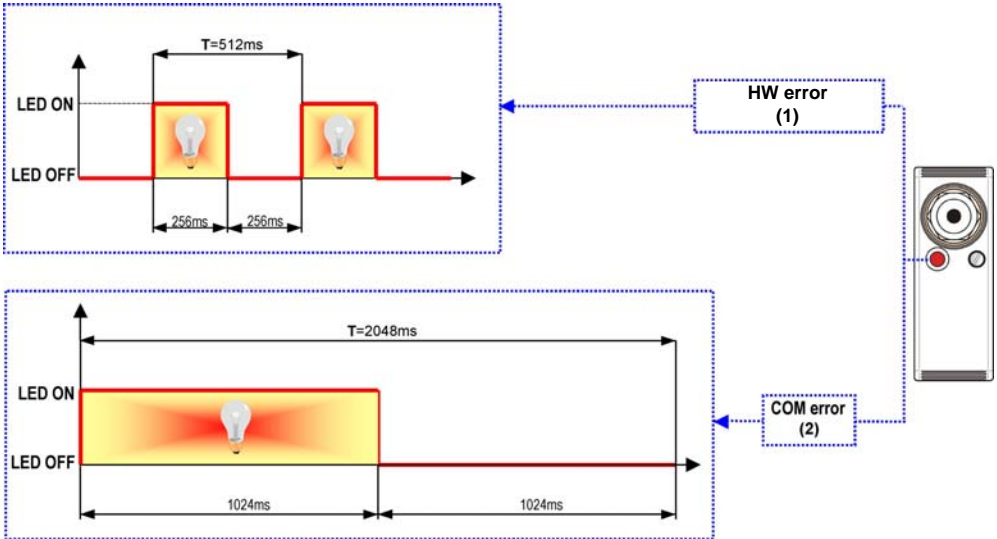 T=512ms
LED ON
LED OFF
256ms 256ms
HW error
(1)
T=2048ms
LED ON
LED OFF
1024ms 1024ms
COM error
(2)